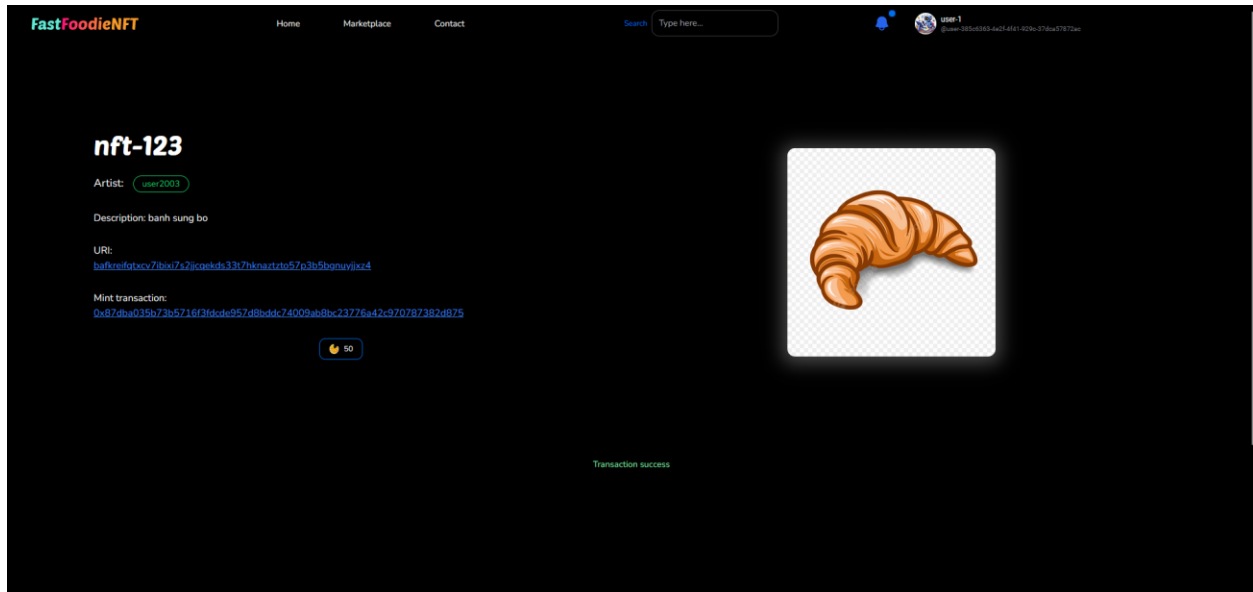 FastFoodieNFT
Home
Marketplace
Contact
Search
Type here...
user-1
nft-123
Artist: user2003
Description: banh sung bo
URI:
bafkreifqtxcv7ibixi7s2jjcqekds33t7hknaztzto57p3b5bgnuyjjxz4
Mint transaction:
0x87dba035b73b5716f3fdcde957d8bddc74009ab8bc23776a42c970787382d875
50
Transaction success